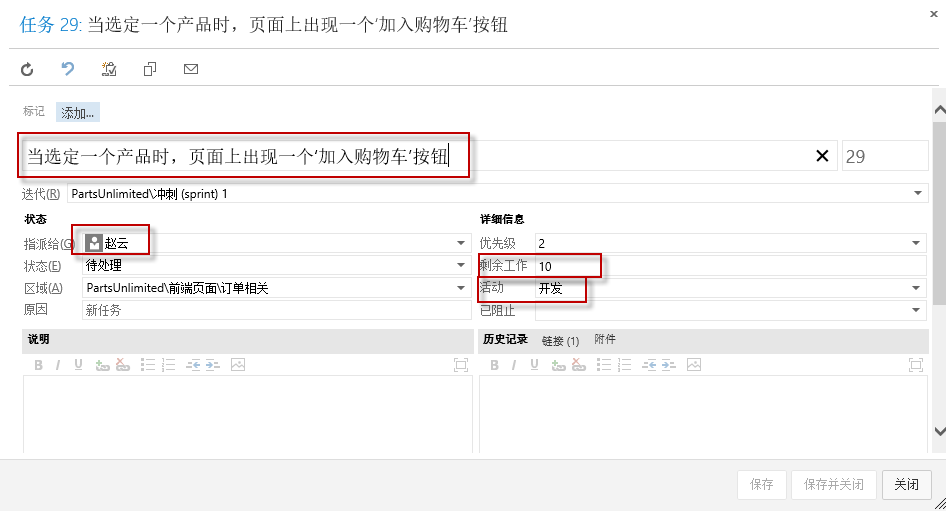 任务 29: 当选定一个产品时，页面上出现一个‘加入购物车’按钮
标记 添加...
当选定一个产品时，页面上出现一个‘加入购物车’按钮 29
迭代(R) PartsUnlimited\冲刺 (sprint) 1
状态 详细信息
指派给(G) 赵云 优先级 2
状态(E) 待处理 剩余工作 10
区域(A) PartsUnlimited\前端页面\订单相关 活动 开发
原因 新任务 已阻止
说明 历史记录 链接 (1) 附件
B I U B I U
保存 保存并关闭 关闭